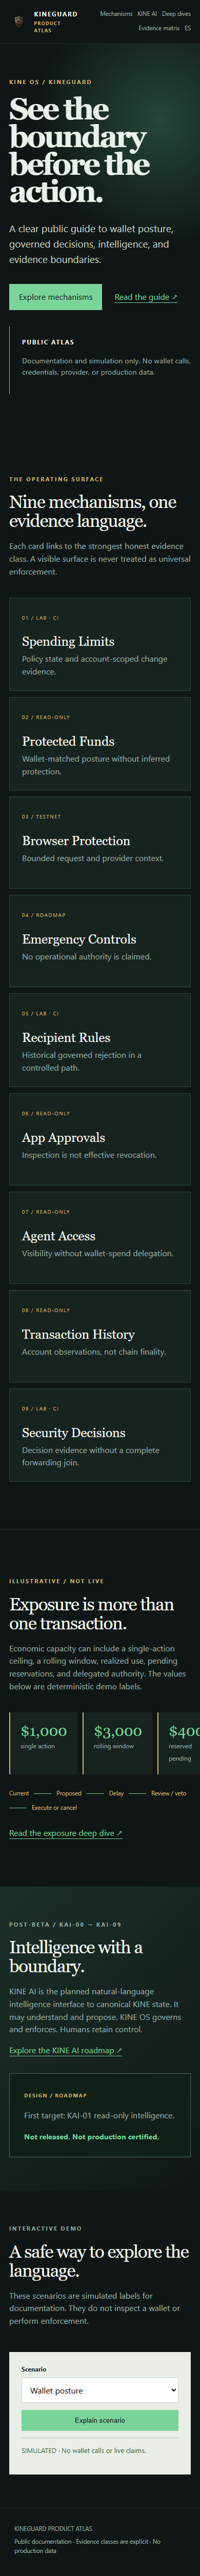 KINEGUARD
PRODUCT
ATLAS
Mechanisms KINE AI Deep dives
Evidence matrix ES
KINE OS / KINEGUARD
See the
boundary
before the
action.
A clear public guide to wallet posture,
governed decisions, intelligence, and
evidence boundaries.
Explore mechanisms
Read the guide ↗
PUBLIC ATLAS
Documentation and simulation only. No wallet calls,
credentials, provider, or production data.
THE OPERATING SURFACE
Nine mechanisms, one
evidence language.
Each card links to the strongest honest evidence
class. A visible surface is never treated as universal
enforcement.
01 / LAB · CI
Spending Limits
Policy state and account-scoped change
evidence.
02 / READ-ONLY
Protected Funds
Wallet-matched posture without inferred
protection.
03 / TESTNET
Browser Protection
Bounded request and provider context.
04 / ROADMAP
Emergency Controls
No operational authority is claimed.
05 / LAB · CI
Recipient Rules
Historical governed rejection in a
controlled path.
06 / READ-ONLY
App Approvals
Inspection is not effective revocation.
07 / READ-ONLY
Agent Access
Visibility without wallet-spend delegation.
08 / READ-ONLY
Transaction History
Account observations, not chain finality.
09 / LAB · CI
Security Decisions
Decision evidence without a complete
forwarding join.
ILLUSTRATIVE / NOT LIVE
Exposure is more than
one transaction.
Economic capacity can include a single-action
ceiling, a rolling window, realized use, pending
reservations, and delegated authority. The values
below are deterministic demo labels.
$1,000
single action
$3,000
rolling window
$400
reserved
pending
Current Proposed Delay Review / veto
Execute or cancel
Read the exposure deep dive ↗
POST-BETA / KAI-00 → KAI-09
Intelligence with a
boundary.
KINE AI is the planned natural-language
intelligence interface to canonical KINE state. It
may understand and propose. KINE OS governs
and enforces. Humans retain control.
Explore the KINE AI roadmap ↗
DESIGN / ROADMAP
First target: KAI-01 read-only intelligence.
Not released. Not production certified.
INTERACTIVE DEMO
A safe way to explore the
language.
These scenarios are simulated labels for
documentation. They do not inspect a wallet or
perform enforcement.
Scenario
Wallet posture
Explain scenario
SIMULATED · No wallet calls or live claims.
KINEGUARD PRODUCT ATLAS
Public documentation · Evidence classes are explicit · No
production data